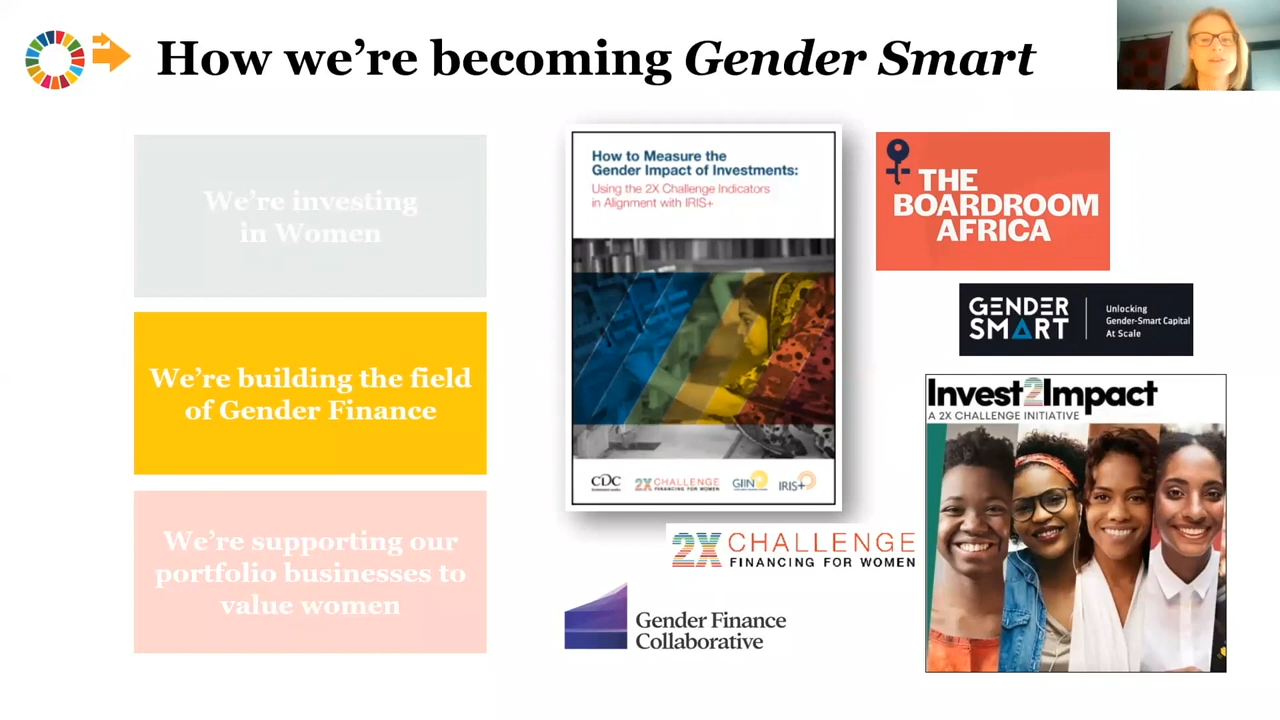 How we're becoming Gender Smart
We're investing
in Women
We're building the field
of Gender Finance
We're supporting our
portfolio businesses to
value women
How to Measure the
Gender Impact of Investments:
Using the 2X Challenge Indicators
in Alignment with IRIS+
CDC
2X CHALLENGE
FINANCING FOR WOMEN
GIIN
IRIS+
THE
BOARDROOM
AFRICA
GENDER
SMART
Unlocking
Gender-Smart Capital
At Scale
Invest2Impact
A 2X CHALLENGE INITIATIVE
2X CHALLENGE
FINANCING FOR WOMEN
Gender Finance
Collaborative